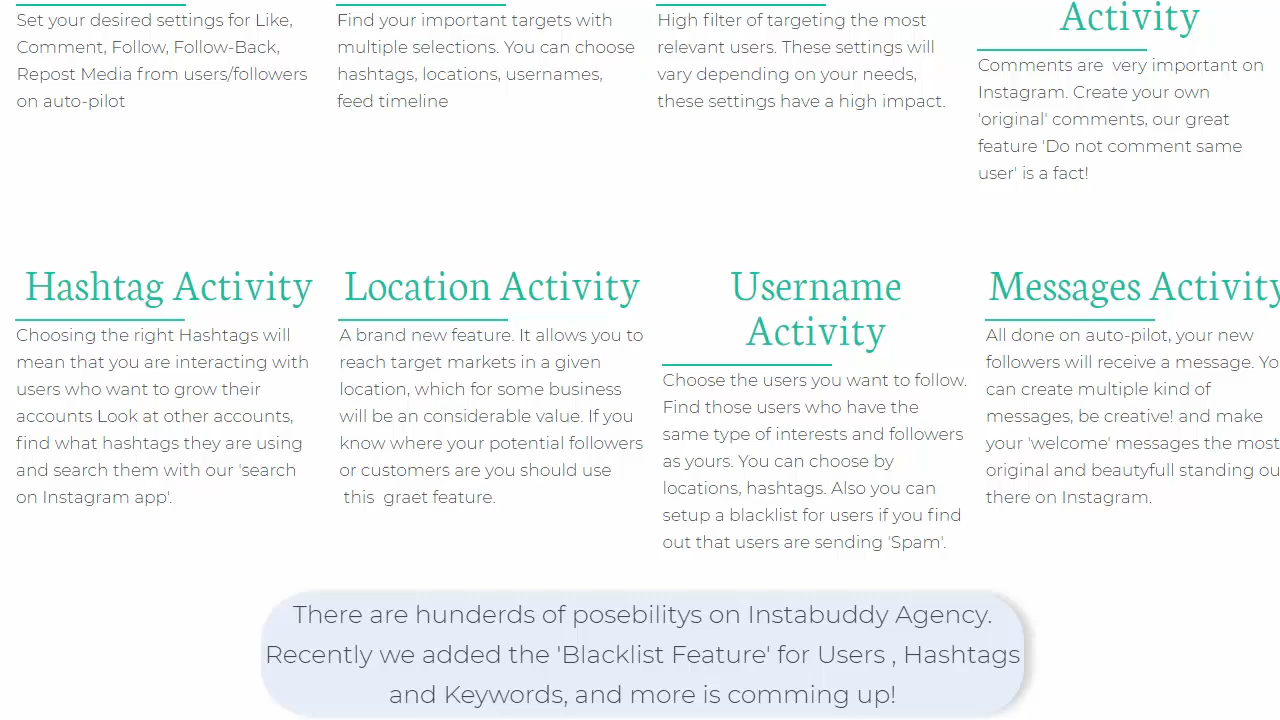 Set your desired settings for Like,
Comment, Follow, Follow-Back,
Repost Media from users/followers
on auto-pilot
Find your important targets with
multiple selections. You can choose
hashtags, locations, usernames,
feed timeline
High filter of targeting the most
relevant users. These settings will
vary depending on your needs,
these settings have a high impact.
Activity
Comments are very important on
Instagram. Create your own
'original' comments, our great
feature 'Do not comment same
user' is a fact!
Hashtag Activity
Choosing the right Hashtags will
mean that you are interacting with
users who want to grow their
accounts Look at other accounts,
find what hashtags they are using
and search them with our 'search
on Instagram app'.
Location Activity
A brand new feature. It allows you to
reach target markets in a given
location, which for some business
will be an considerable value. If you
know where your potential followers
or customers are you should use
this graet feature.
Username
Activity
Choose the users you want to follow.
Find those users who have the
same type of interests and followers
as yours. You can choose by
locations, hashtags. Also you can
setup a blacklist for users if you find
out that users are sending 'Spam'.
Messages Activity
All done on auto-pilot, your new
followers will receive a message. Yo
can create multiple kind of
messages, be creative! and make
your 'welcome' messages the most
original and beautyfull standing ou
there on Instagram.
There are hunderds of posebilitys on Instabuddy Agency.
Recently we added the 'Blacklist Feature' for Users , Hashtags
and Keywords, and more is comming up!